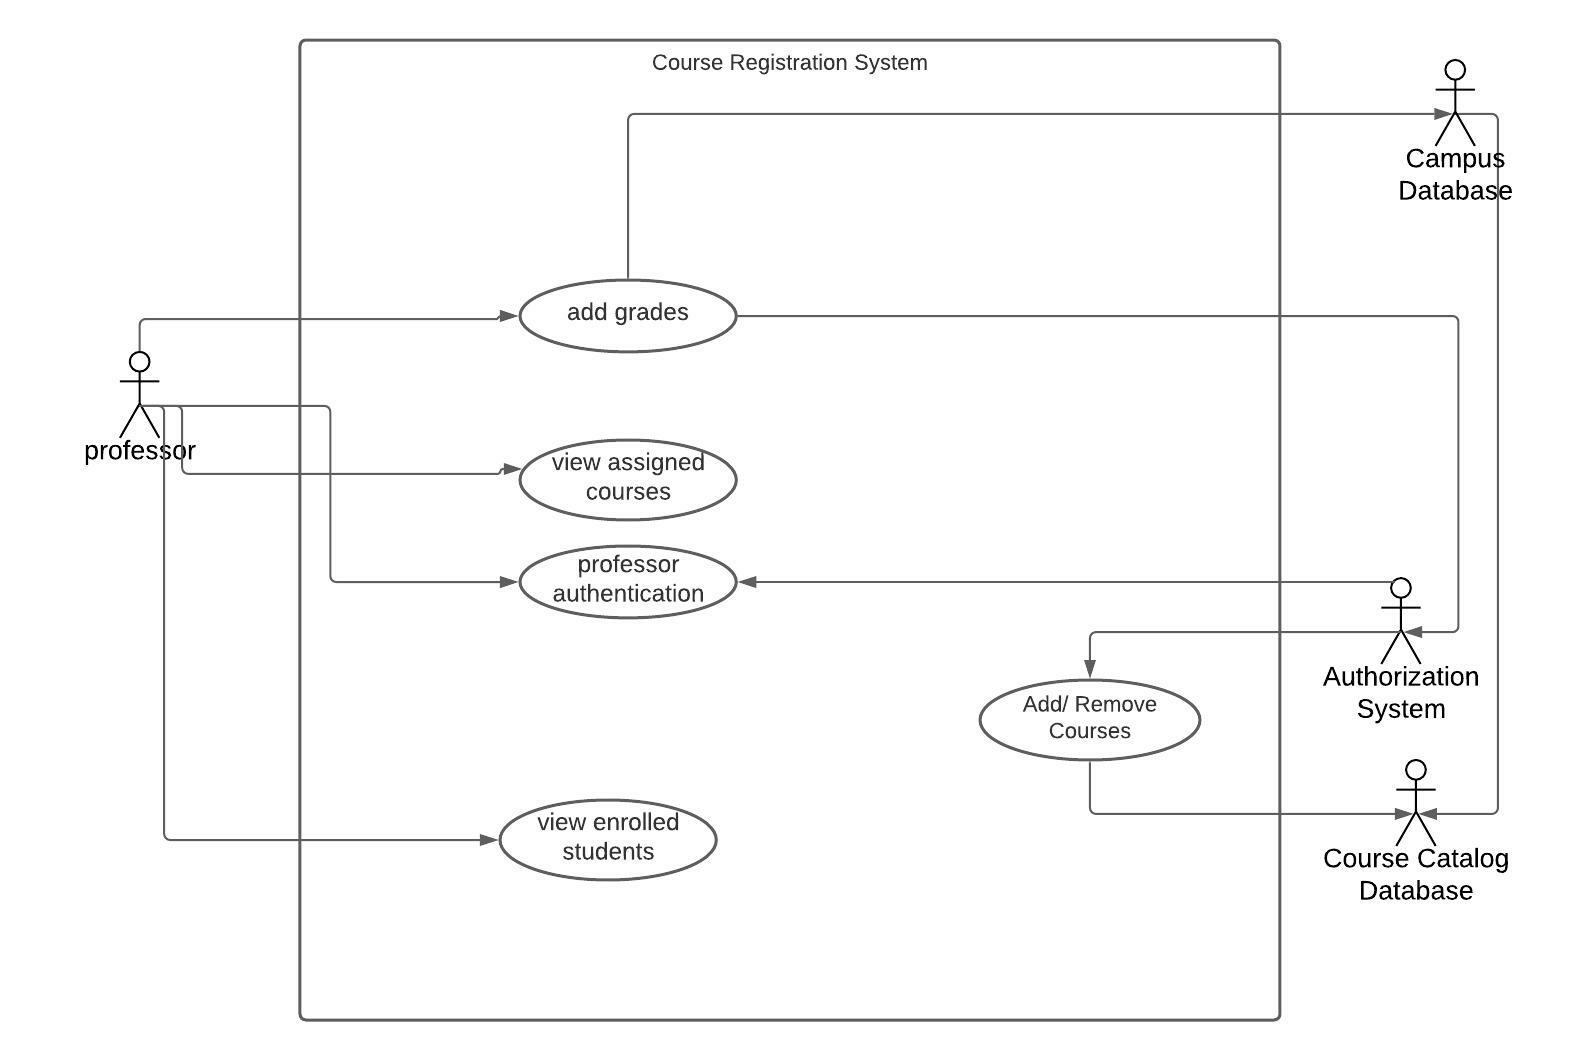 Course Registration System
Campus
Database
add grades
professor
view assigned
courses
professor
authentication
Authorization
System
Add/ Remove
Courses
view enrolled
students
Course Catalog
Database